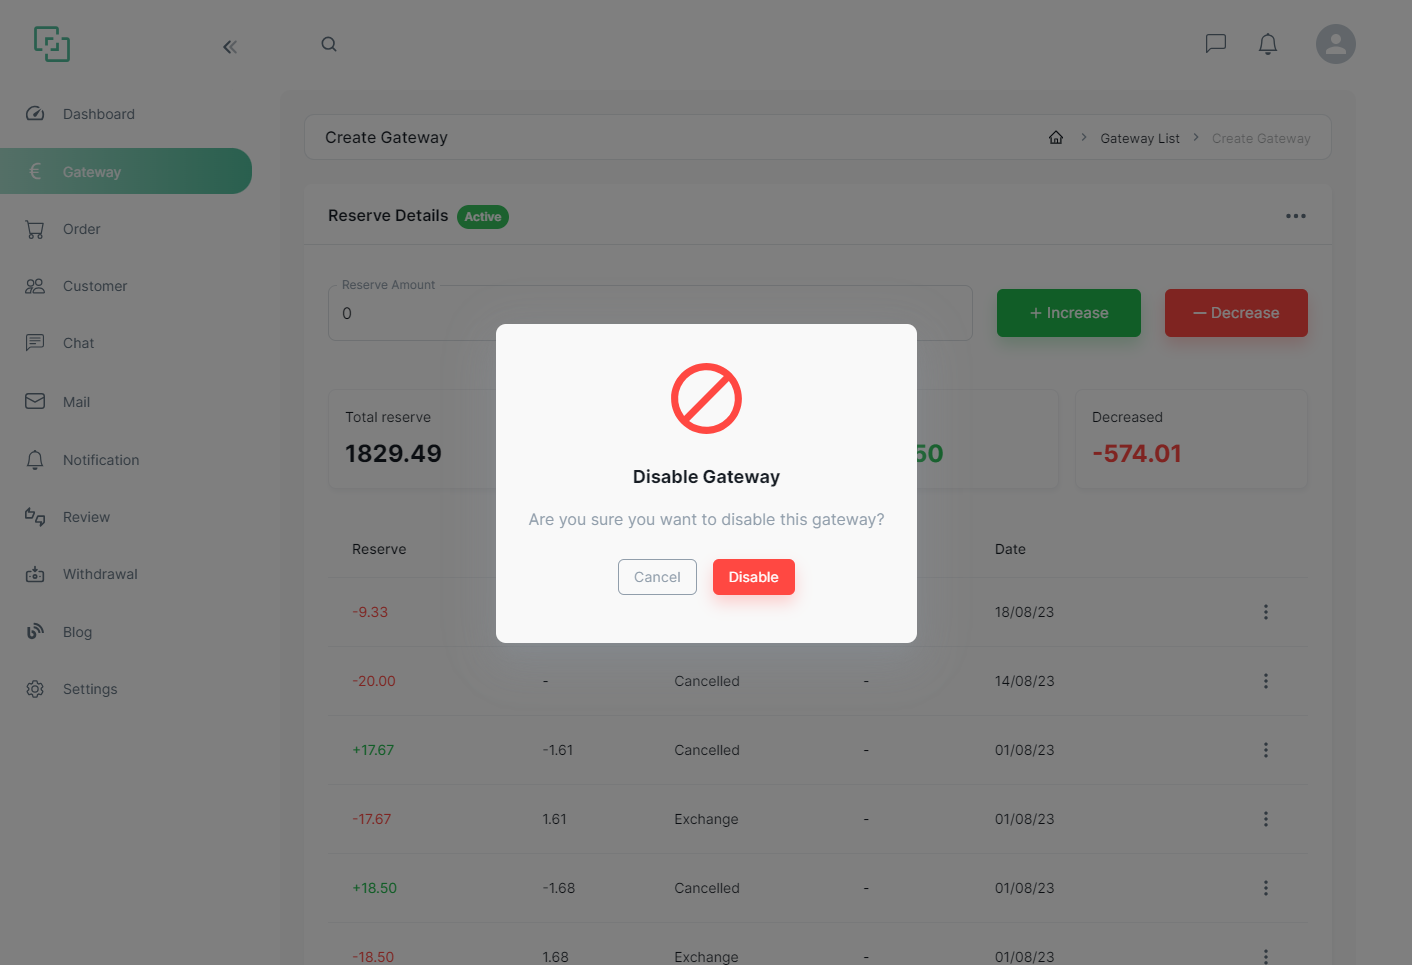 Dashboard
€ Gateway
Order
Customer
Chat
Mail
Notification
Review
Withdrawal
Blog
Settings
Create Gateway
Gateway List
Create Gateway
Reserve Details Active
Reserve Amount
0
+ Increase
— Decrease
Total reserve
1829.49
50
Decreased
-574.01
Disable Gateway
Are you sure you want to disable this gateway?
Cancel
Disable
Reserve Date
-9.33 18/08/23
-20.00 - Cancelled - 14/08/23
+17.67 -1.61 Cancelled - 01/08/23
-17.67 1.61 Exchange - 01/08/23
+18.50 -1.68 Cancelled - 01/08/23
-18.50 1.68 Exchange - 01/08/23